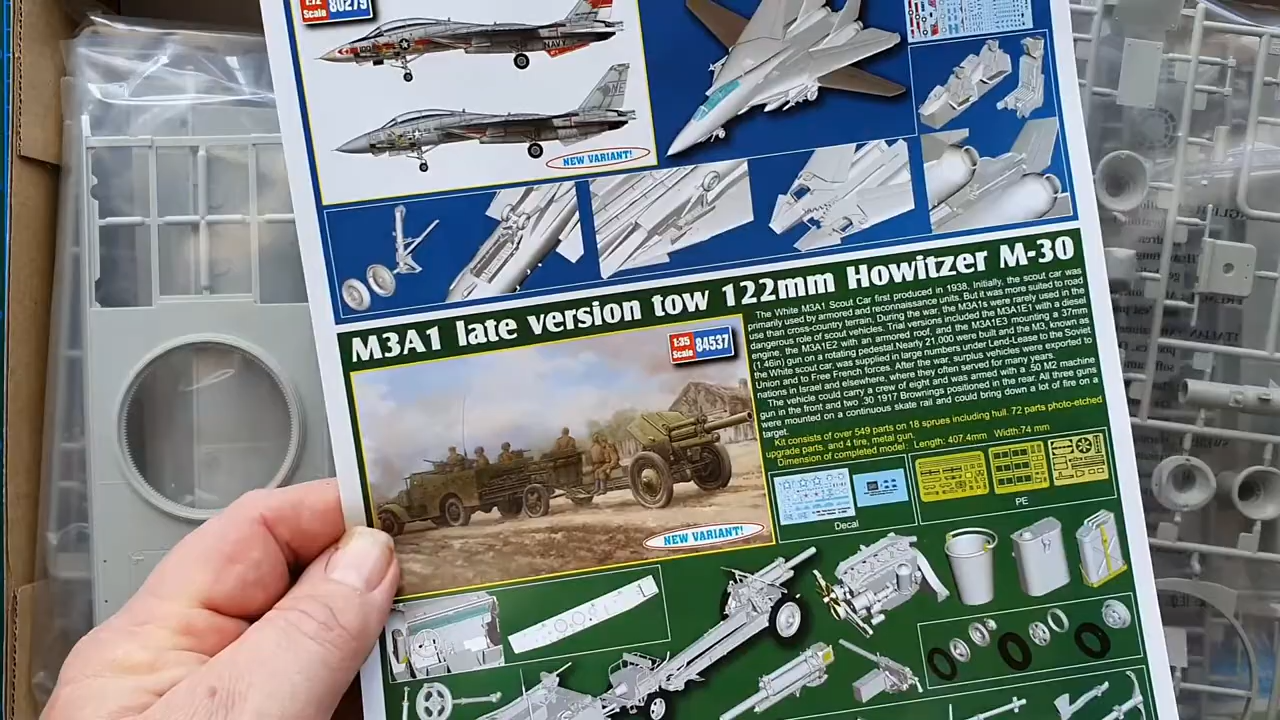 1:72
Scale 80279
NAVY
NE
NEW VARIANT!
M3A1 late version tow 122mm Howitzer M-30
1:35
Scale 84537
The White M3A1 Scout Car first produced in 1938. Initially, the scout car was
primarily used by armored and reconnaissance units. But it was more suited to road
use than cross-country terrain. During the war, the M3A1s were rarely used in the
dangerous role of scout vehicles. Trial versions included the M3A1E1 with a diesel
engine, the M3A1E2 with an armored roof, and the M3A1E3 mounting a 37mm
(1.46in) gun on a rotating pedestal.Nearly 21,000 were built and the M3, known as
the White scout car, was supplied in large numbers under Lend-Lease to the Soviet
Union and to Free French forces. After the war, surplus vehicles were exported to
nations in Israel and elsewhere, where they often served for many years.
The vehicle could carry a crew of eight and was armed with a .50 M2 machine
gun in the front and two .30 1917 Brownings positioned in the rear. All three guns
were mounted on a continuous skate rail and could bring down a lot of fire on a
target.
Kit consists of over 549 parts on 18 sprues including hull. 72 parts photo-etched
upgrade parts, and 4 tire, metal gun.
Dimension of completed model: Length: 407.4mm Width:74 mm
NEW VARIANT!
Decal
PE